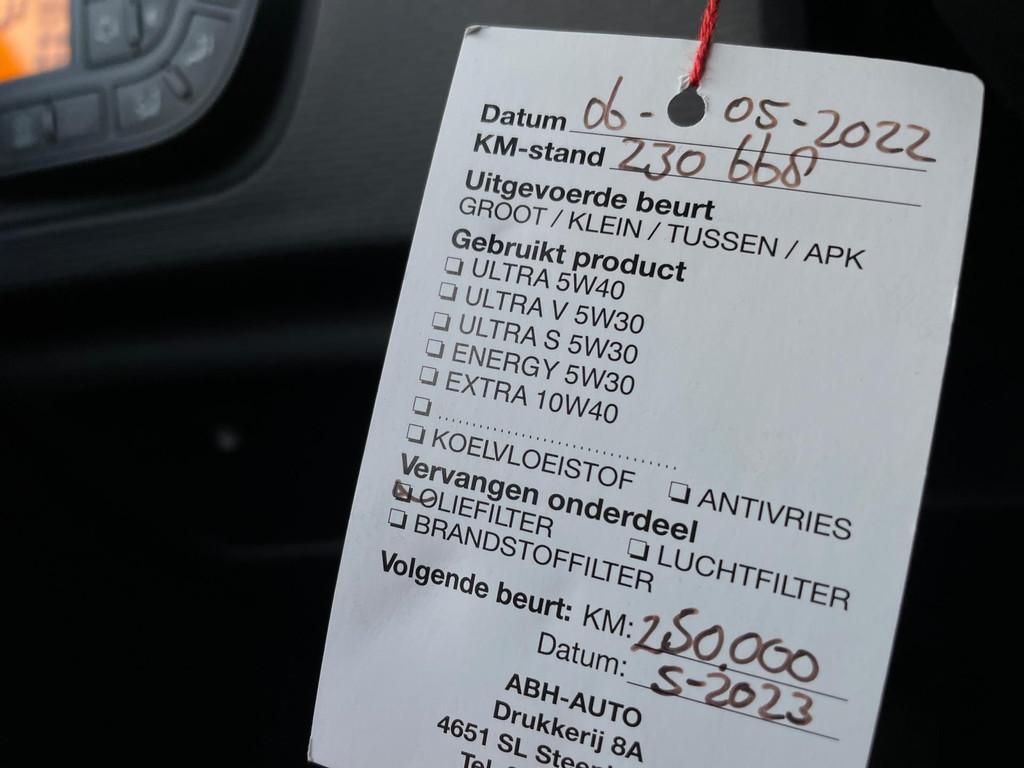 Datum 06-05-2022
KM-stand 230 668
Uitgevoerde beurt
GROOT / KLEIN / TUSSEN / APK
Gebruikt product
❏ ULTRA 5W40
❏ ULTRA V 5W30
❏ ULTRA S 5W30
❏ ENERGY 5W30
❏ EXTRA 10W40
❏ ..............................
❏ KOELVLOEISTOF ❏ ANTIVRIES
Vervangen onderdeel
❏ OLIEFILTER ❏ LUCHTFILTER
❏ BRANDSTOFFILTER
Volgende beurt: KM: 250.000
Datum: 5-2023
ABH-AUTO
Drukkerij 8A
4651 SL